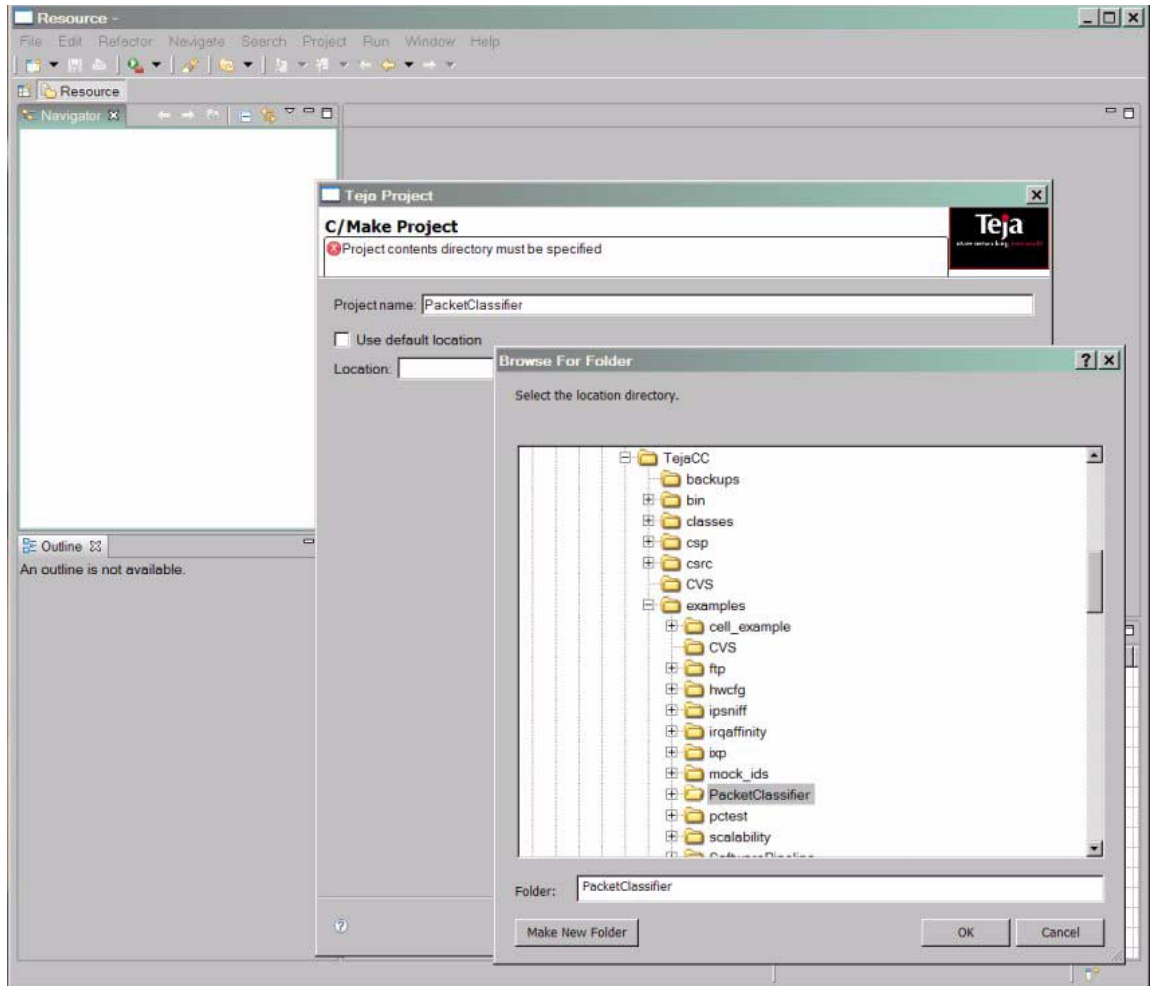 Resource -
File Edit Refactor Navigate Search Project Run Window Help
Resource
Navigator
Teja Project
C/Make Project
Project contents directory must be specified
Teja
Project name: PacketClassifier
Use default location
Location:
Browse For Folder
Select the location directory.
TejaCC
backups
bin
classes
csp
csrc
CVS
examples
cell_example
CVS
ftp
hwcfg
ipsniff
irqaffinity
ixp
mock_ids
PacketClassifier
pctest
scalability
Outline
An outline is not available.
Folder: PacketClassifier
Make New Folder OK Cancel